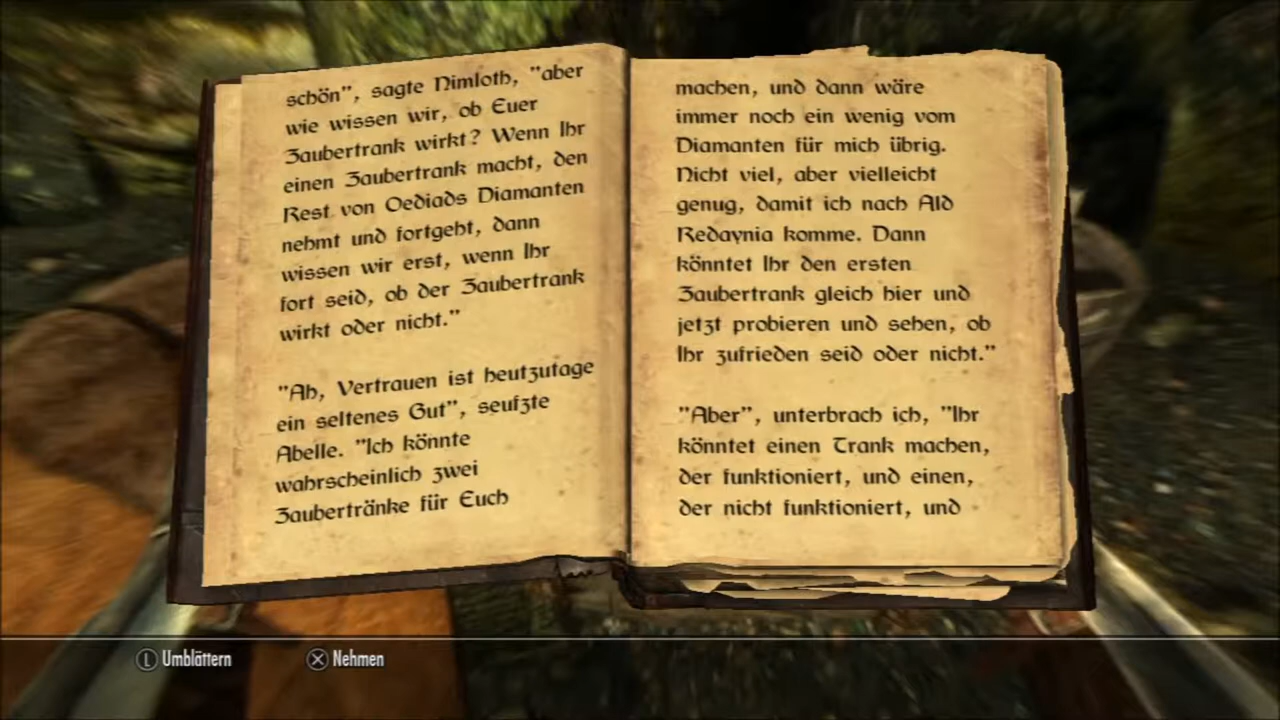 schön", sagte Nimloth, "aber
wie wissen wir, ob Euer
Zaubertrank wirkt? Wenn Ihr
einen Zaubertrank macht, den
Rest von Oediads Diamanten
nehmt und fortgeht, dann
wissen wir erst, wenn Ihr
fort seid, ob der Zaubertrank
wirkt oder nicht."
"Ah, Vertrauen ist heutzutage
ein seltenes Gut", seufzte
Abelle. "Ich könnte
wahrscheinlich zwei
Zaubertränke für Euch
machen, und dann wäre
immer noch ein wenig vom
Diamanten für mich übrig.
Nicht viel, aber vielleicht
genug, damit ich nach Ald
Redaynia komme. Dann
könntet Ihr den ersten
Zaubertrank gleich hier und
jetzt probieren und sehen, ob
Ihr zufrieden seid oder nicht."
"Aber", unterbrach ich, "Ihr
könntet einen Trank machen,
der funktioniert, und einen,
der nicht funktioniert, und
L Umblättern
X Nehmen